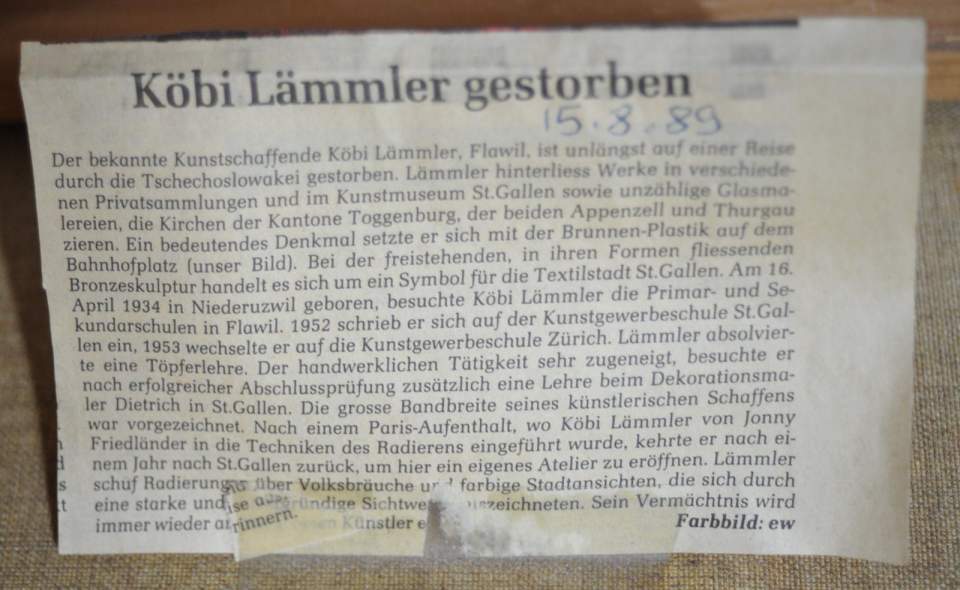 Köbi Lämmler gestorben
15.8.89
Der bekannte Kunstschaffende Köbi Lämmler, Flawil, ist unlängst auf einer Reise
durch die Tschechoslowakei gestorben. Lämmler hinterliess Werke in verschiede-
nen Privatsammlungen und im Kunstmuseum St.Gallen sowie unzählige Glasma-
lereien, die Kirchen der Kantone Toggenburg, der beiden Appenzell und Thurgau
zieren. Ein bedeutendes Denkmal setzte er sich mit der Brunnen-Plastik auf dem
Bahnhofplatz (unser Bild). Bei der freistehenden, in ihren Formen fliessenden
Bronzeskulptur handelt es sich um ein Symbol für die Textilstadt St.Gallen. Am 16.
April 1934 in Niederuzwil geboren, besuchte Köbi Lämmler die Primar- und Se-
kundarschulen in Flawil. 1952 schrieb er sich auf der Kunstgewerbeschule St.Gal-
len ein, 1953 wechselte er auf die Kunstgewerbeschule Zürich. Lämmler absolvier-
te eine Töpferlehre. Der handwerklichen Tätigkeit sehr zugeneigt, besuchte er
nach erfolgreicher Abschlussprüfung zusätzlich eine Lehre beim Dekorationsma-
ler Dietrich in St.Gallen. Die grosse Bandbreite seines künstlerischen Schaffens
war vorgezeichnet. Nach einem Paris-Aufenthalt, wo Köbi Lämmler von Jonny
Friedländer in die Techniken des Radierens eingeführt wurde, kehrte er nach ei-
nem Jahr nach St.Gallen zurück, um hier ein eigenes Atelier zu eröffnen. Lämmler
schuf über Volksbräuche farbige Stadtansichten, die sich durch
eine starke und Sein Vermächtnis wird
immer wieder Künstler
rinnern.
Farbbild: ew